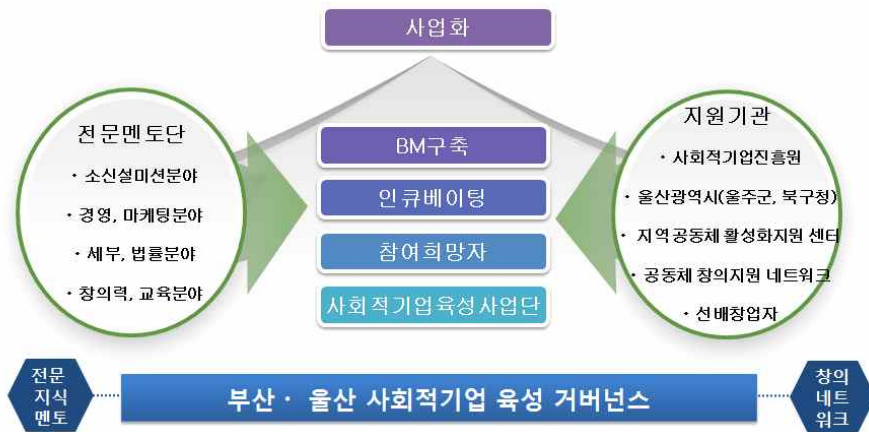 사업화
전문멘토단
· 소신설미션분야
· 경영, 마케팅분야
· 세부, 법률분야
· 창의력, 교육분야
BM구축
인큐베이팅
참여희망자
사회적기업육성사업단
지원기관
· 사회적기업진흥원
· 울산광역시(울주군, 북구청)
· 지역공동체 활성화지원 센터
· 공동체 창의지원 네트워크
· 선배창업자
전문
지식
멘토
부산 · 울산 사회적기업 육성 거버넌스
창의
네트
워크